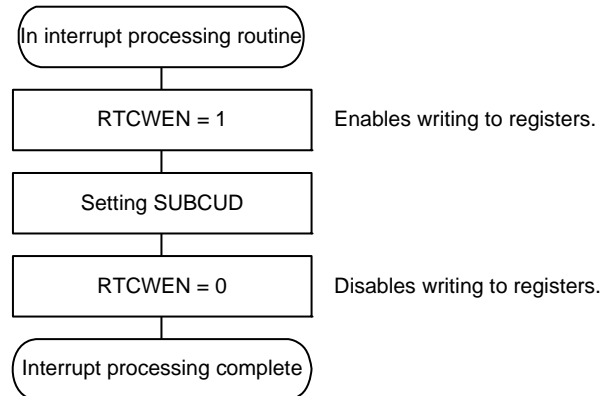 In interrupt processing routine
RTCWEN = 1
Enables writing to registers.
Setting SUBCUD
RTCWEN = 0
Disables writing to registers.
Interrupt processing complete